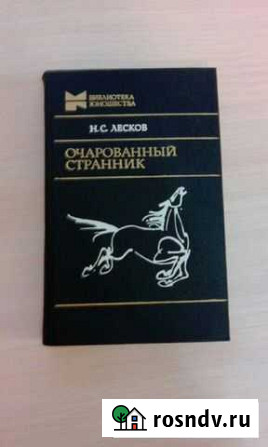 БИБЛИОТЕКА
ЮНОШЕСТВА
Н.С. ЛЕСКОВ
ОЧАРОВАННЫЙ
СТРАННИК
rosndv.ru